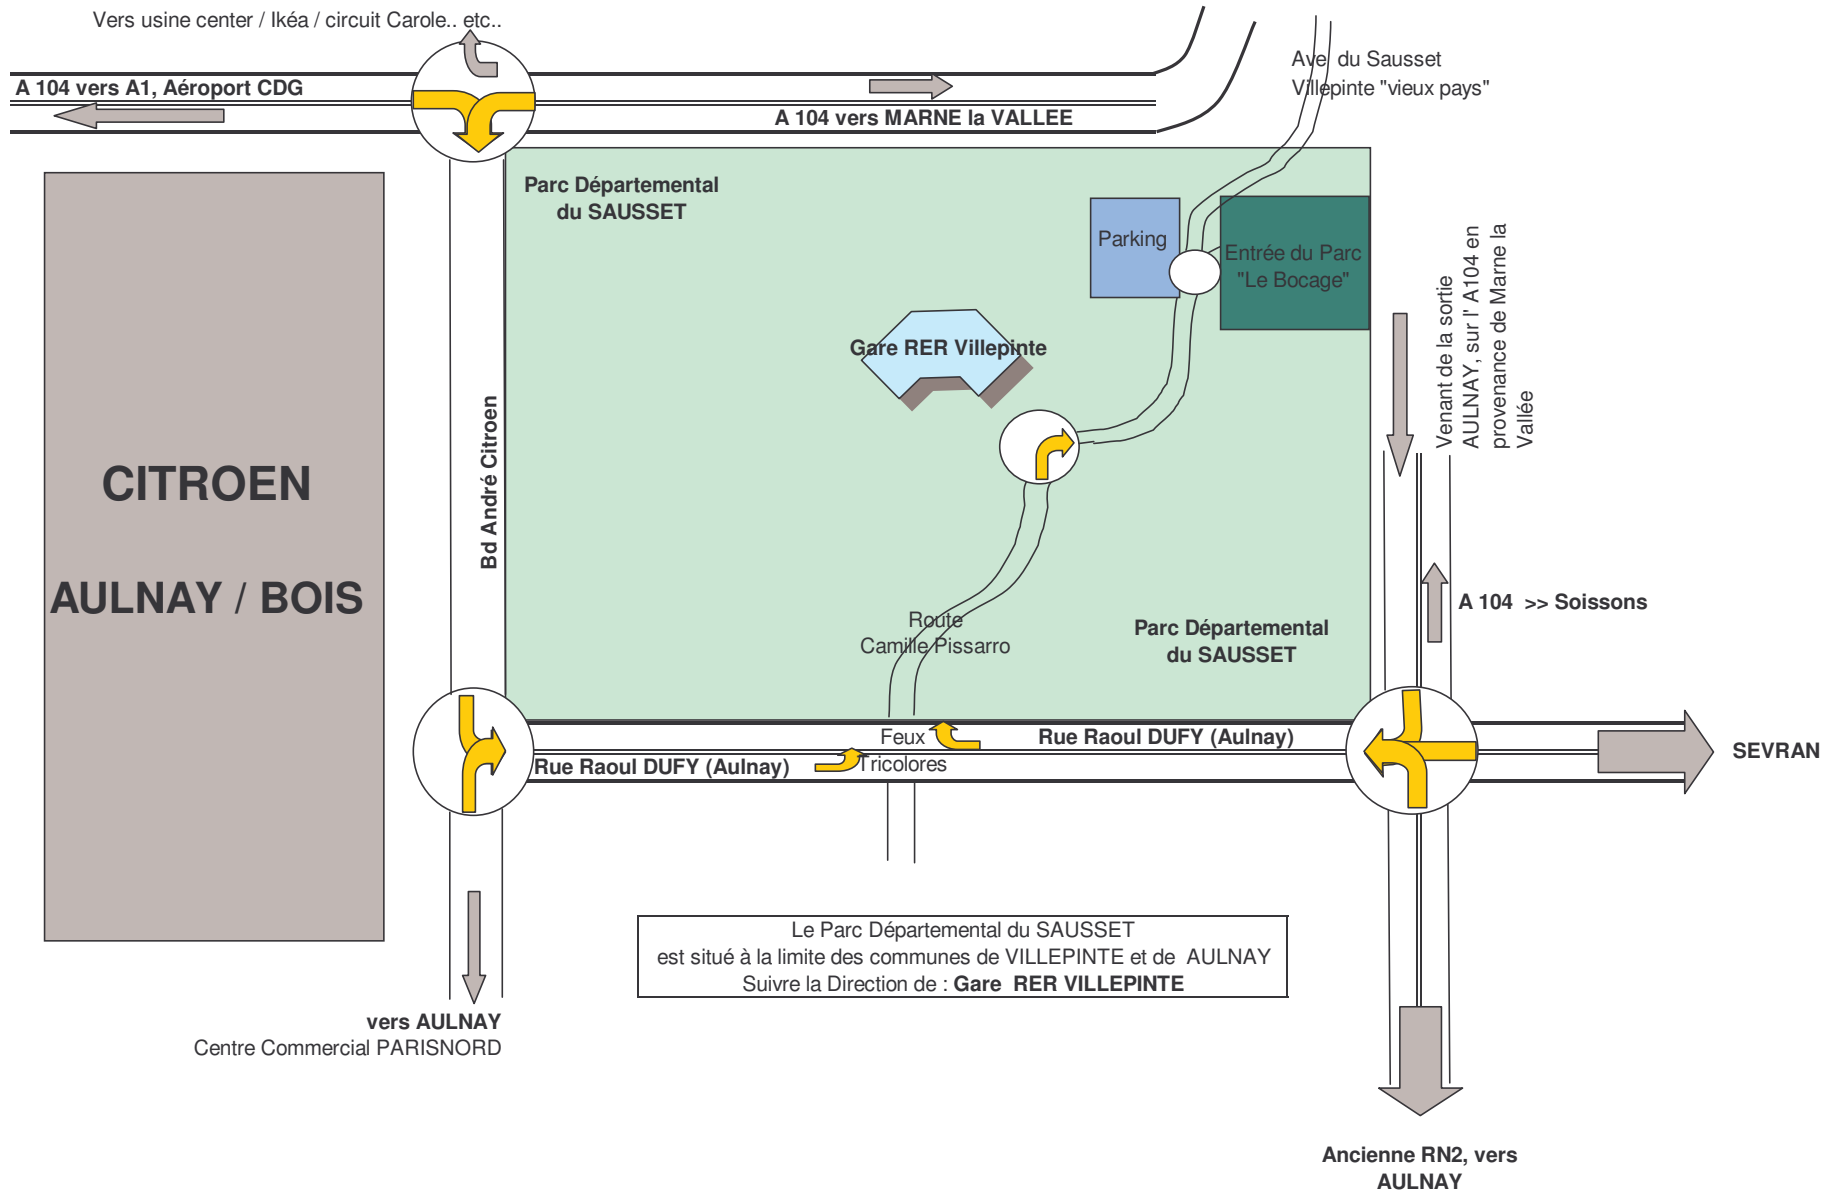 Vers usine center / Ikéa / circuit Carole.. etc..
A 104 vers A1, Aéroport CDG
A 104 vers MARNE la VALLEE
Ave du Sausset
Villepinte "vieux pays"
Parc Départemental
du SAUSSET
Parking
Entrée du Parc
"Le Bocage"
Venant de la sortie
AULNAY, sur l' A104 en
provenance de Marne la
Vallée
Gare RER Villepinte
Bd André Citroen
CITROEN
AULNAY / BOIS
A 104 >> Soissons
Route
Camille Pissarro
Parc Départemental
du SAUSSET
Feux
Tricolores
Rue Raoul DUFY (Aulnay)
Rue Raoul DUFY (Aulnay)
SEVRAN
Le Parc Départemental du SAUSSET
est situé à la limite des communes de VILLEPINTE et de AULNAY
Suivre la Direction de : Gare RER VILLEPINTE
vers AULNAY
Centre Commercial PARISNORD
Ancienne RN2, vers
AULNAY